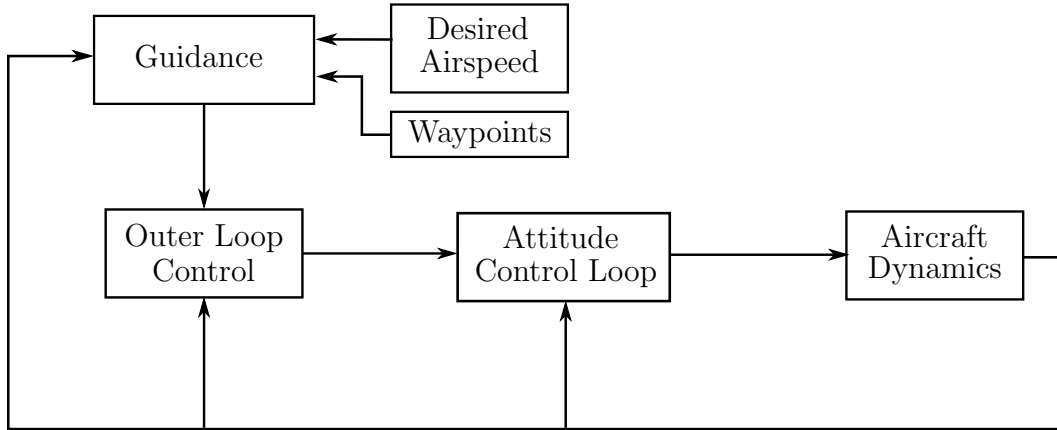 Guidance
Desired
Airspeed
Waypoints
Outer Loop
Control
Attitude
Control Loop
Aircraft
Dynamics